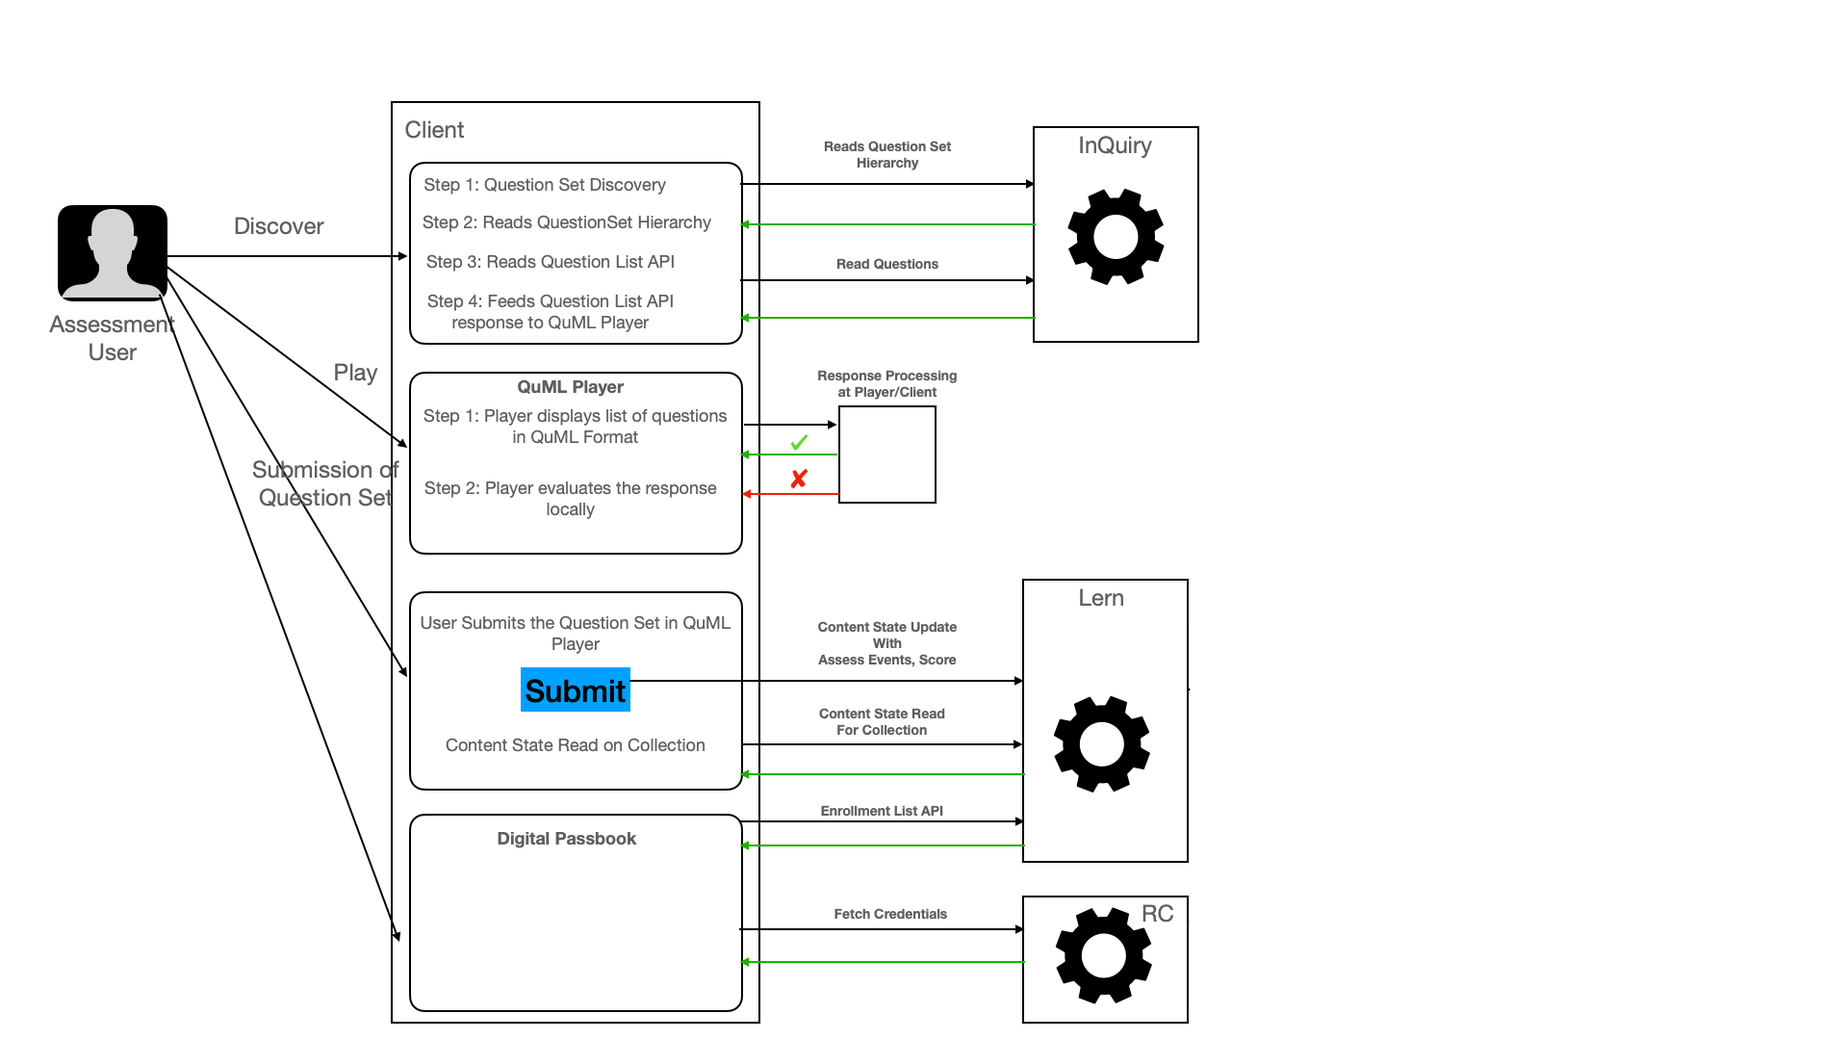 Client
Step 1: Question Set Discovery
Step 2: Reads QuestionSet Hierarchy
Step 3: Reads Question List API
Step 4: Feeds Question List API
response to QuML Player
Reads Question Set
Hierarchy
Read Questions
InQuiry
Discover
Assessment
User
Play
Submission of
Question Set
QuML Player
Step 1: Player displays list of questions
in QuML Format
Step 2: Player evaluates the response
locally
Response Processing
at Player/Client
User Submits the Question Set in QuML
Player
Submit
Content State Read on Collection
Content State Update
With
Assess Events, Score
Content State Read
For Collection
Lern
Enrollment List API
Digital Passbook
Fetch Credentials
RC